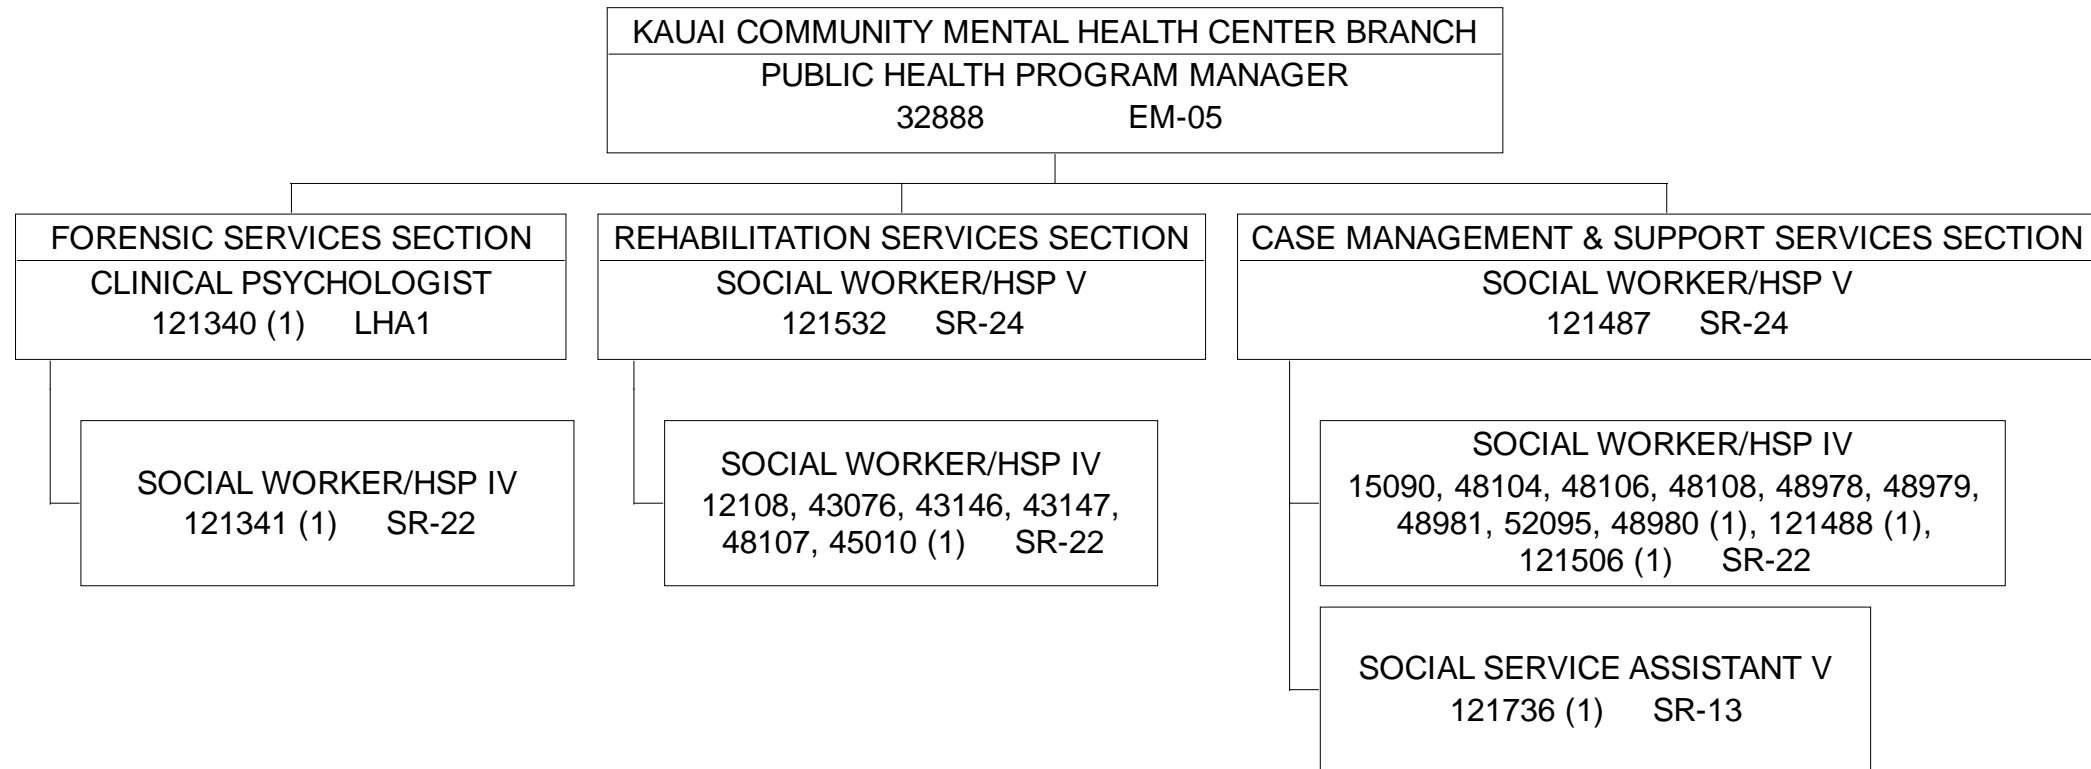 KAUAI COMMUNITY MENTAL HEALTH CENTER BRANCH
PUBLIC HEALTH PROGRAM MANAGER
32888 EM-05
FORENSIC SERVICES SECTION
CLINICAL PSYCHOLOGIST
121340 (1) LHA1
SOCIAL WORKER/HSP IV
121341 (1) SR-22
REHABILITATION SERVICES SECTION
SOCIAL WORKER/HSP V
121532 SR-24
SOCIAL WORKER/HSP IV
12108, 43076, 43146, 43147,
48107, 45010 (1) SR-22
CASE MANAGEMENT & SUPPORT SERVICES SECTION
SOCIAL WORKER/HSP V
121487 SR-24
SOCIAL WORKER/HSP IV
15090, 48104, 48106, 48108, 48978, 48979,
48981, 52095, 48980 (1), 121488 (1),
121506 (1) SR-22
SOCIAL SERVICE ASSISTANT V
121736 (1) SR-13